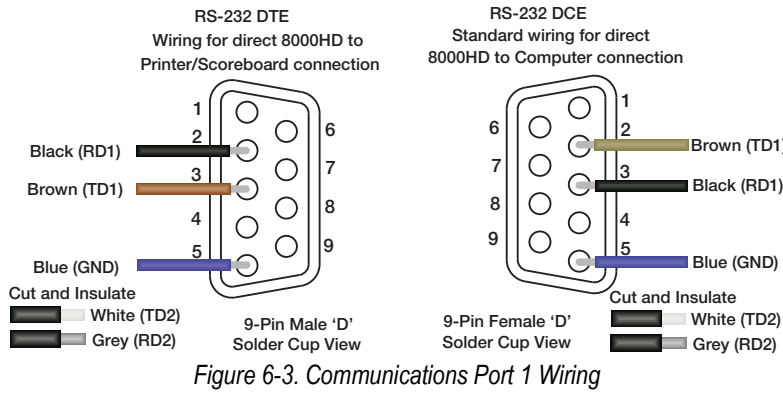 RS-232 DTE
Wiring for direct 8000HD to
Printer/Scoreboard connection
1
6
2
Black (RD1)
7
3
Brown (TD1)
8
4
9
5
Blue (GND)
Cut and Insulate
White (TD2)
Grey (RD2)
9-Pin Male ‘D’
Solder Cup View
RS-232 DCE
Standard wiring for direct
8000HD to Computer connection
1
6
2
Brown (TD1)
7
3
Black (RD1)
8
4
9
5
Blue (GND)
Cut and Insulate
White (TD2)
Grey (RD2)
9-Pin Female ‘D’
Solder Cup View
Figure 6-3. Communications Port 1 Wiring